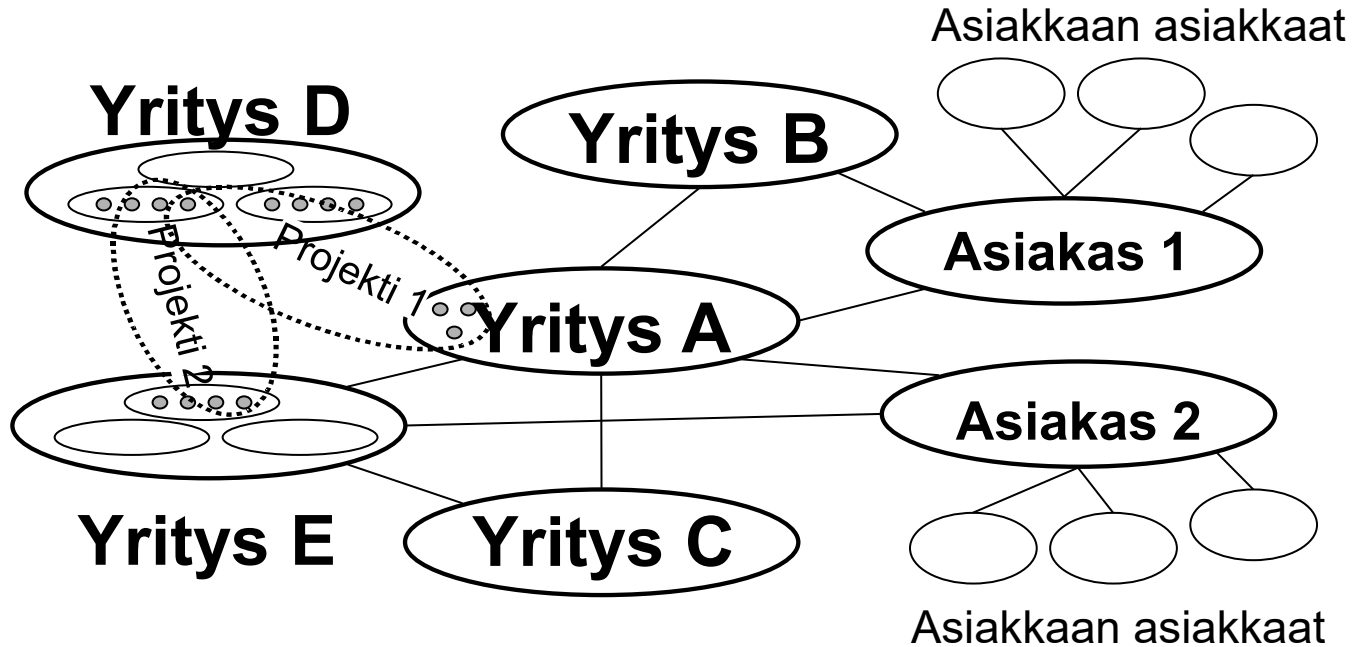 Asiakkaan asiakkaat
Yritys D
Yritys B
Asiakas 1
Projekti 1
Projekti 2
Yritys A
Asiakas 2
Yritys E
Yritys C
Asiakkaan asiakkaat